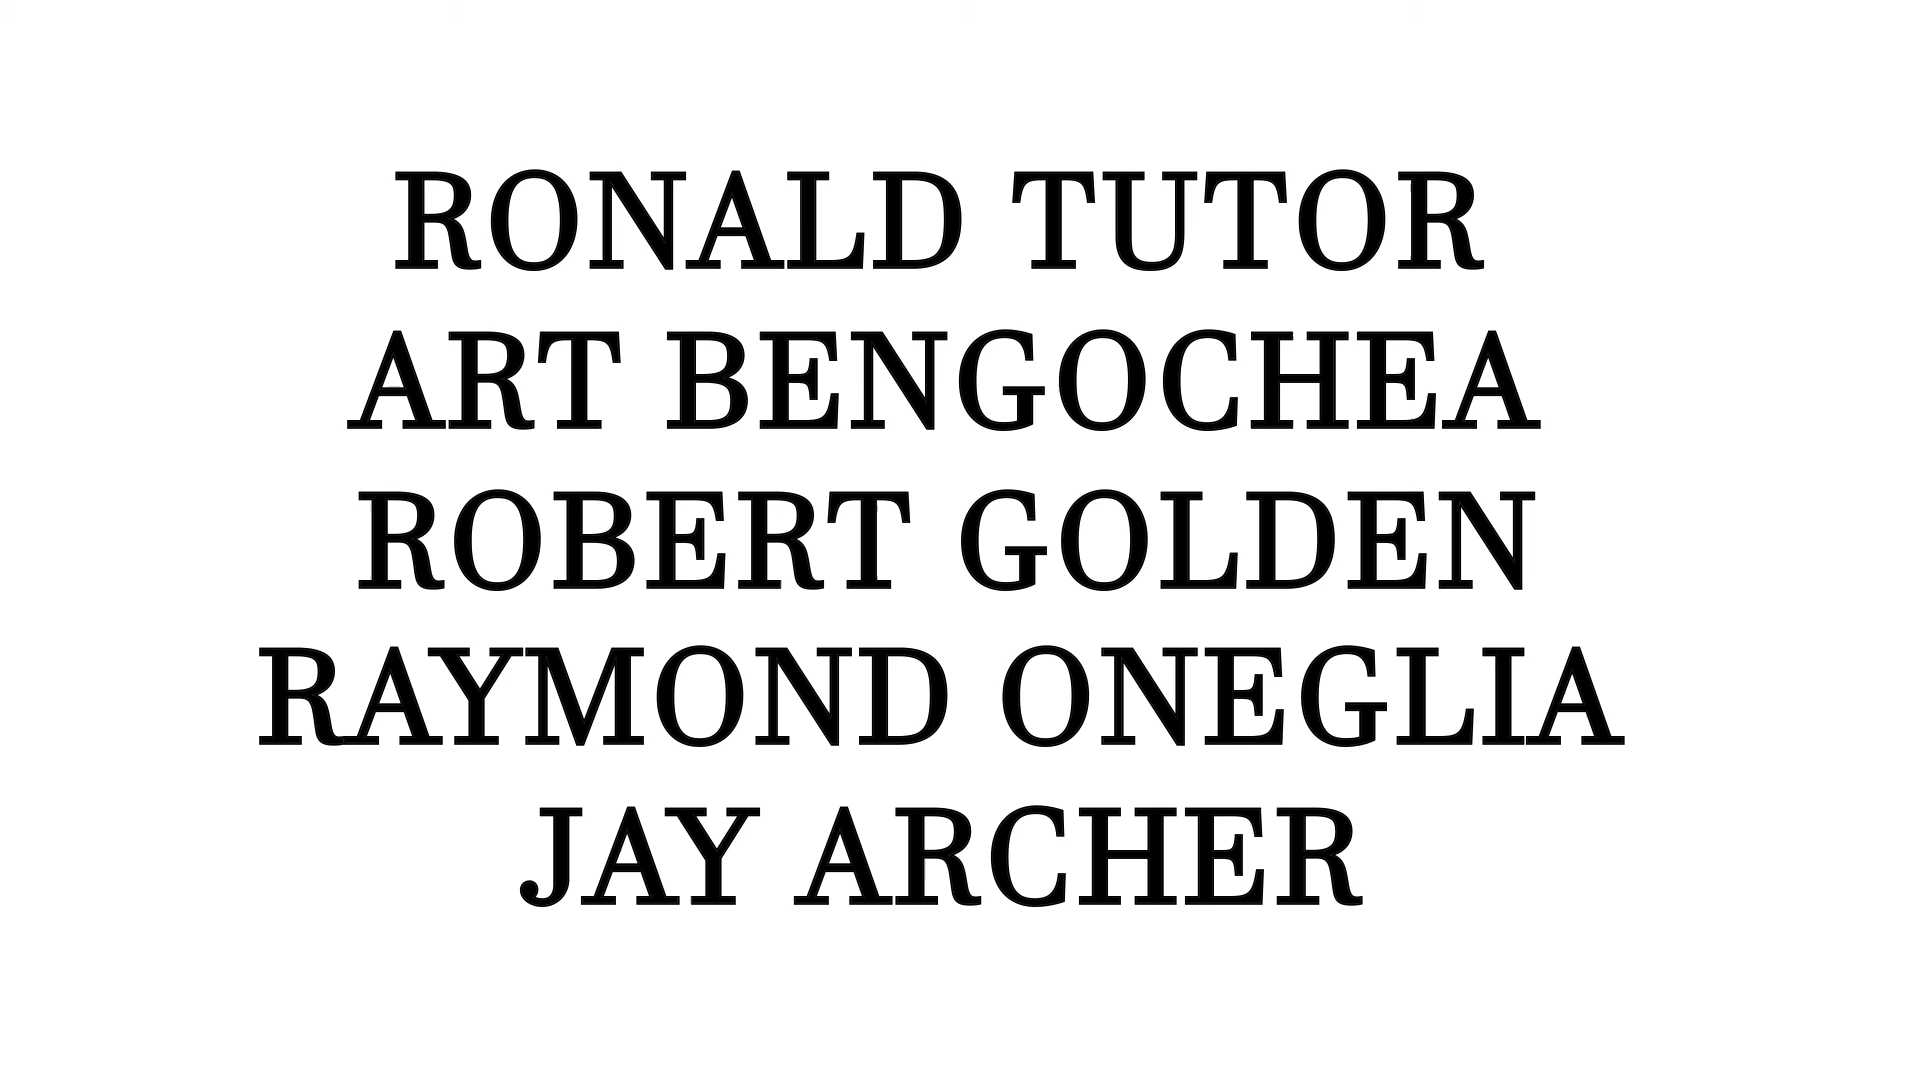 RONALD TUTOR
ART BENGOCHEA
ROBERT GOLDEN
RAYMOND ONEGLIA
JAY ARCHER